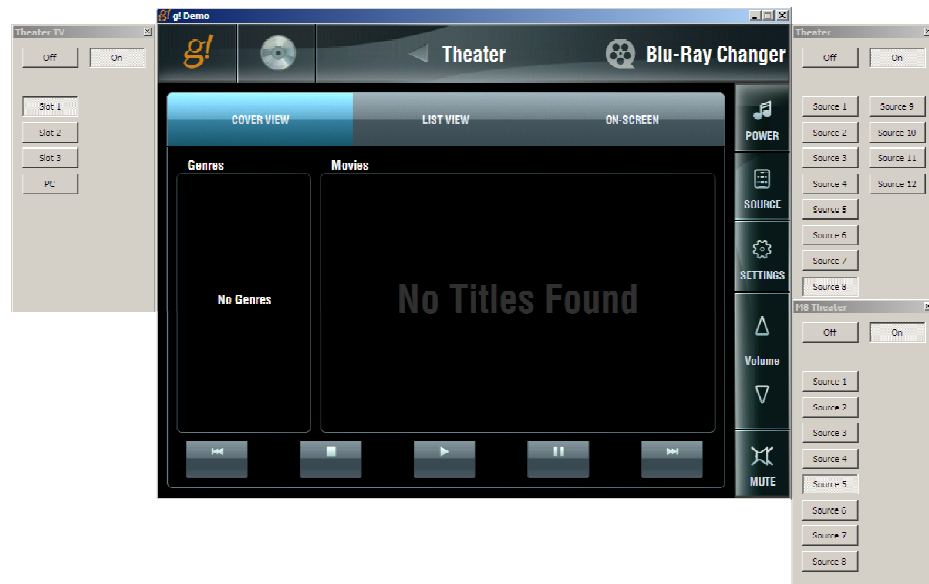 Theater TV
Off
On
Slot 1
Slot 2
Slot 3
PC
g! g! Demo
g!
Theater
Blu-Ray Changer
COVER VIEW
LIST VIEW
ON-SCREEN
Genres
Movies
No Genres
No Titles Found
POWER
SOURCE
SETTINGS
Volume
MUTE
Theater
Off
On
Source 1
Source 9
Source 2
Source 10
Source 3
Source 11
Source 4
Source 12
Source 5
Source 6
Source 7
Source 8
M8 Theater
Off
On
Source 1
Source 2
Source 3
Source 4
Source 5
Source 6
Source 7
Source 8